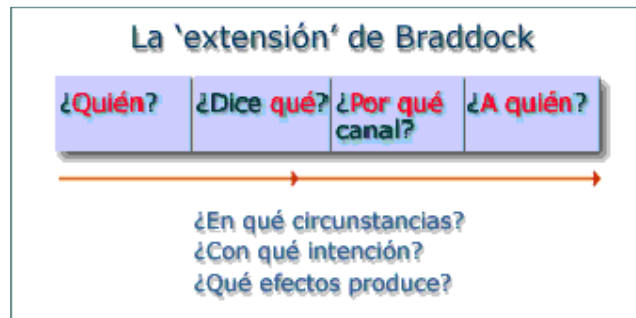 La ‘extensión’ de Braddock
¿Quién?
¿Dice qué?
¿Por qué
canal?
¿A quién?
¿En qué circunstancias?
¿Con qué intención?
¿Qué efectos produce?